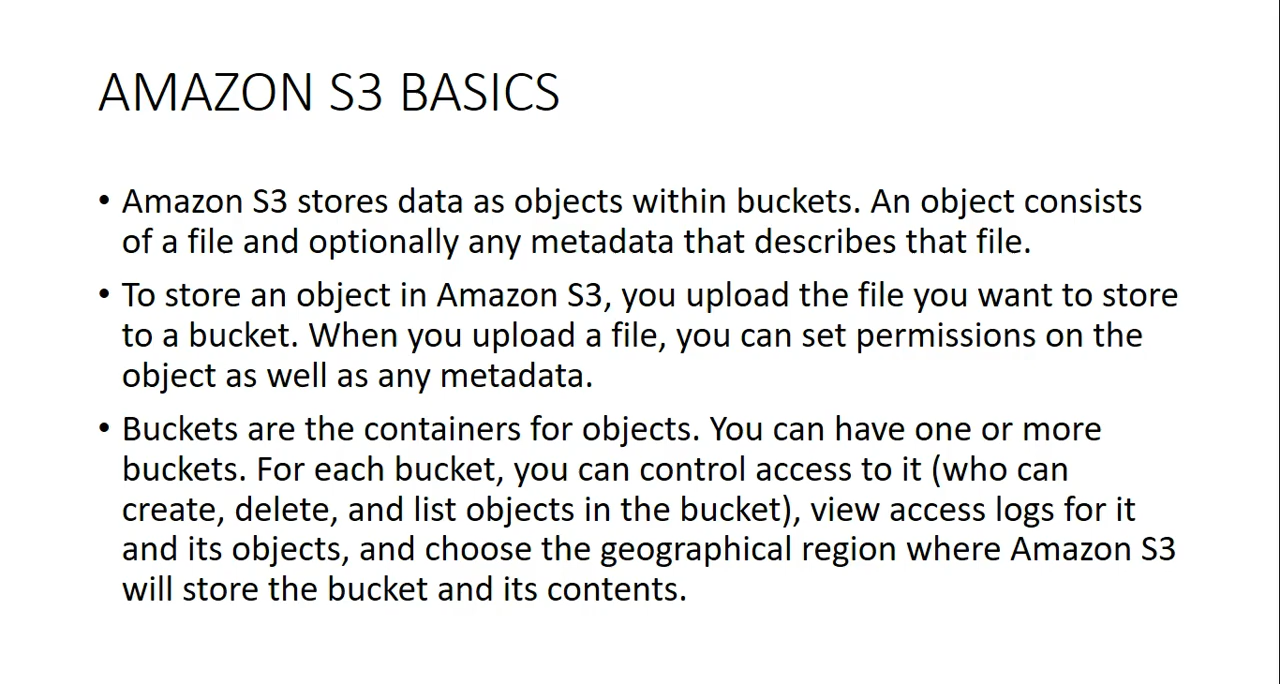 AMAZON S3 BASICS
• Amazon S3 stores data as objects within buckets. An object consists
of a file and optionally any metadata that describes that file.
• To store an object in Amazon S3, you upload the file you want to store
to a bucket. When you upload a file, you can set permissions on the
object as well as any metadata.
• Buckets are the containers for objects. You can have one or more
buckets. For each bucket, you can control access to it (who can
create, delete, and list objects in the bucket), view access logs for it
and its objects, and choose the geographical region where Amazon S3
will store the bucket and its contents.